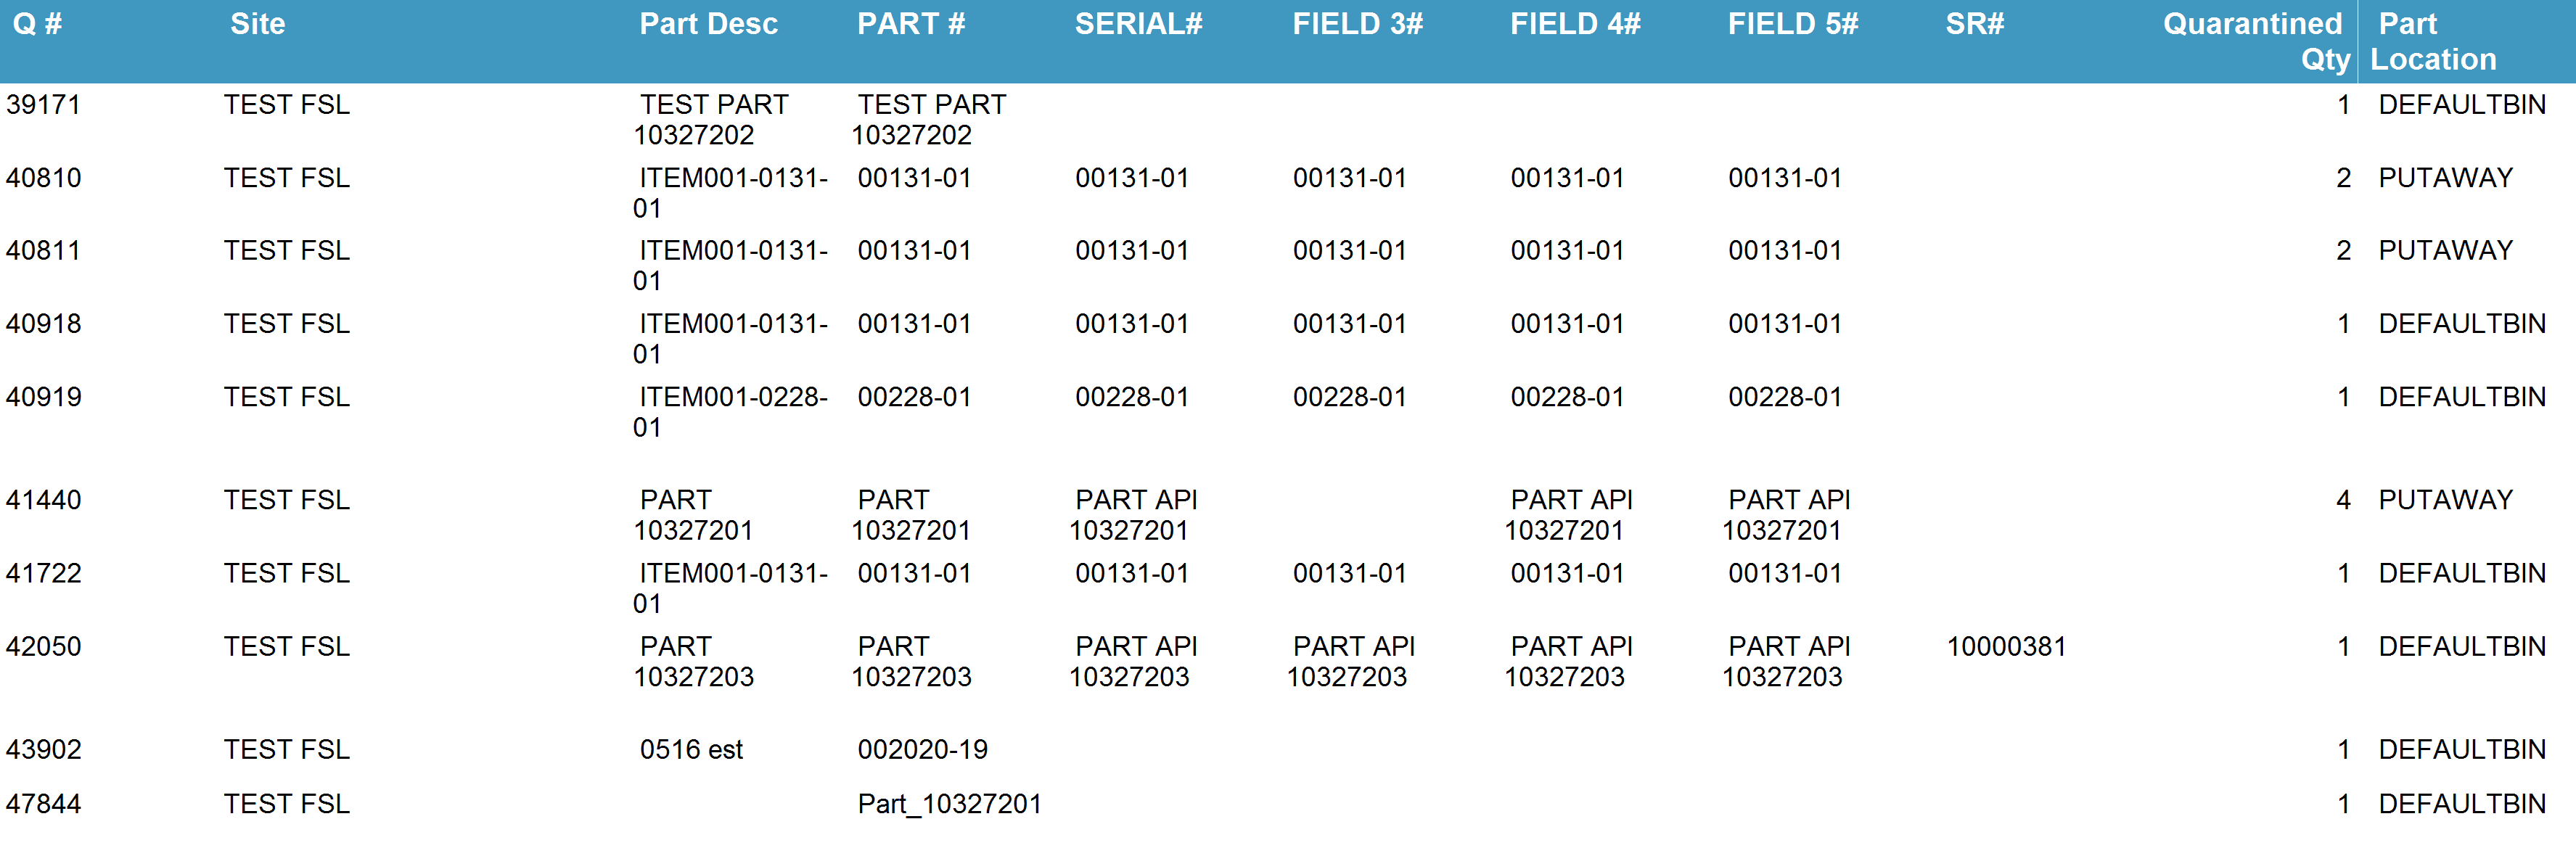 Q # Site Part Desc PART # SERIAL# FIELD 3# FIELD 4# FIELD 5# SR# Quarantined Part
Qty Location
39171 TEST FSL TEST PART TEST PART 1 DEFAULTBIN
10327202 10327202
40810 TEST FSL ITEM001-0131- 00131-01 00131-01 00131-01 00131-01 00131-01 2 PUTAWAY
01
40811 TEST FSL ITEM001-0131- 00131-01 00131-01 00131-01 00131-01 00131-01 2 PUTAWAY
01
40918 TEST FSL ITEM001-0131- 00131-01 00131-01 00131-01 00131-01 00131-01 1 DEFAULTBIN
01
40919 TEST FSL ITEM001-0228- 00228-01 00228-01 00228-01 00228-01 00228-01 1 DEFAULTBIN
01
41440 TEST FSL PART PART PART API PART API PART API 4 PUTAWAY
10327201 10327201 10327201 10327201 10327201
41722 TEST FSL ITEM001-0131- 00131-01 00131-01 00131-01 00131-01 00131-01 1 DEFAULTBIN
01
42050 TEST FSL PART PART PART API PART API PART API PART API 10000381 1 DEFAULTBIN
10327203 10327203 10327203 10327203 10327203 10327203
43902 TEST FSL 0516 est 002020-19 1 DEFAULTBIN
47844 TEST FSL Part_10327201 1 DEFAULTBIN